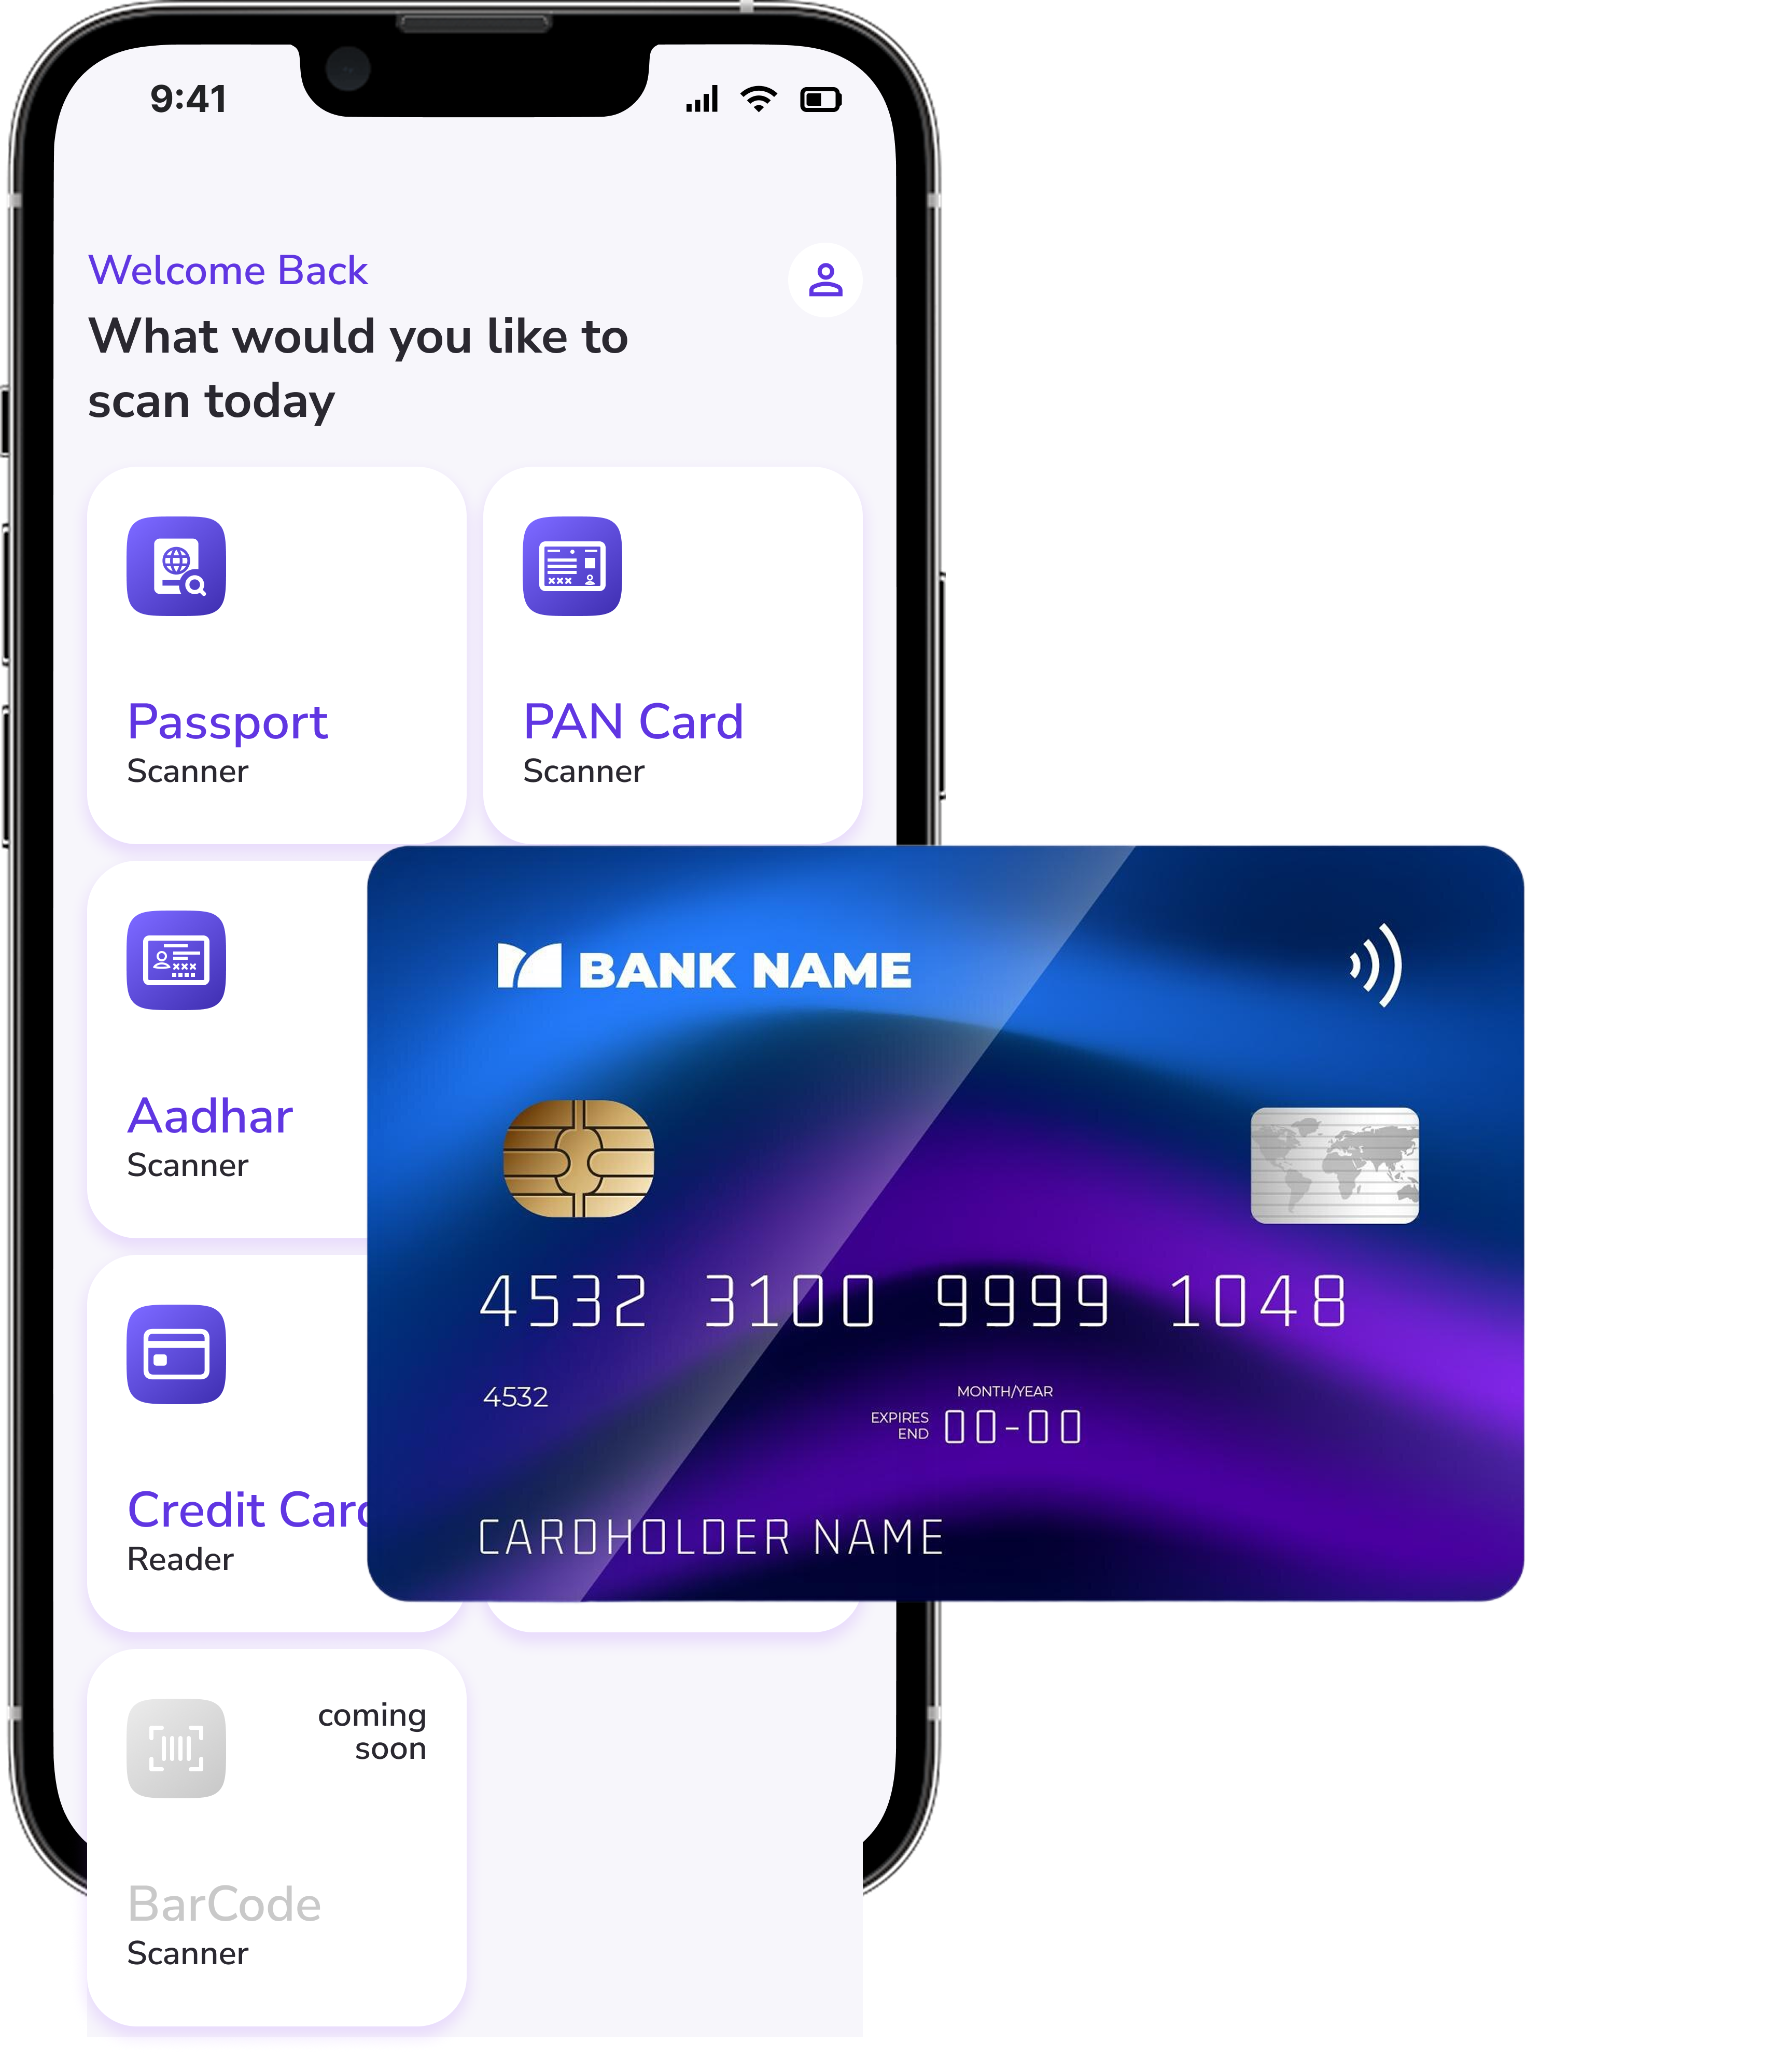 9:41
Welcome Back
What would you like to
scan today
Passport
Scanner
PAN Card
Scanner
Aadhar
Scanner
Credit Card
Reader
BANK NAME
4532 3100 9999 1048
4532
MONTH/YEAR
EXPIRES
END
00-00
CARDHOLDER NAME
coming
soon
BarCode
Scanner